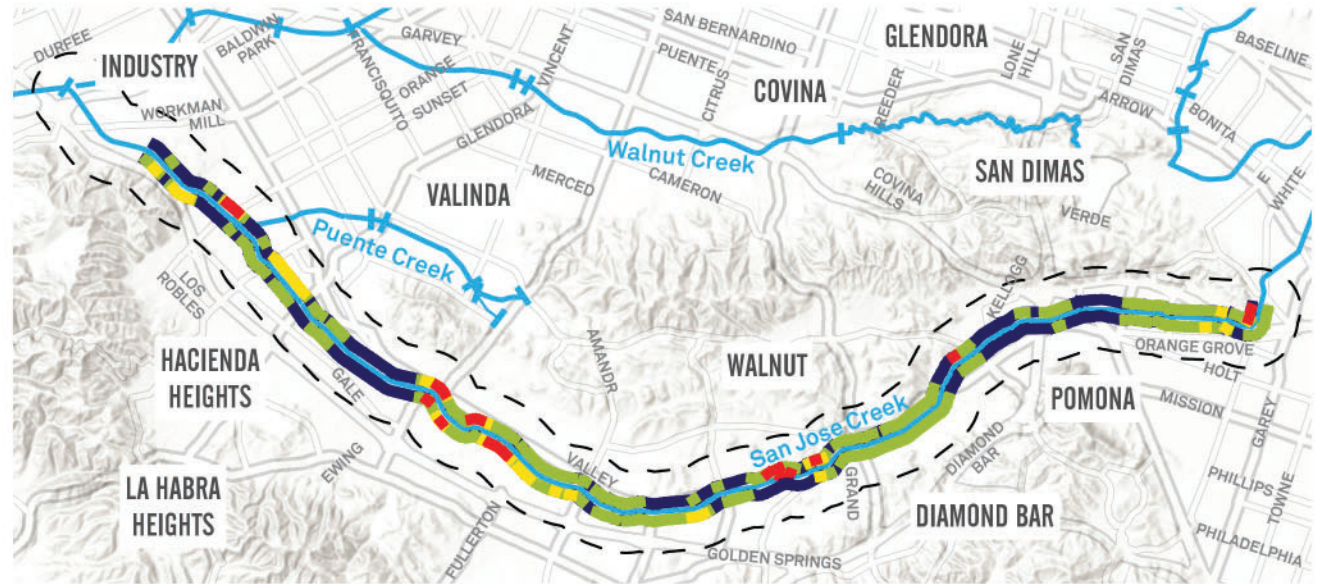 DURFEE
BALDWIN
PARK
INDUSTRY
GARVEY
SAN BERNARDINO
PUENTE
GLENDORA
LONE
HILL
SAN
DIMAS
BASELINE
FRANCISQUITO
ORANGE
SUNSET
VINCENT
CITRUS
COVINA
REEDER
ARROW
BONITA
WORKMAN
MILL
GLENDORA
Walnut Creek
MERCED
CAMERON
COVINA
HILLS
SAN DIMAS
VERDE
E
WHITE
VALINDA
Puente Creek
LOS
ROBLES
KELLOGG
HACIENDA
HEIGHTS
GALE
AMANDR
WALNUT
ORANGE GROVE
HOLT
POMONA
MISSION
GAREY
San Jose Creek
EWING
VALLEY
GRAND
DIAMOND
BAR
LA HABRA
HEIGHTS
FULLERTON
GOLDEN SPRINGS
DIAMOND BAR
PHILLIPS
TOWNE
PHILADELPHIA